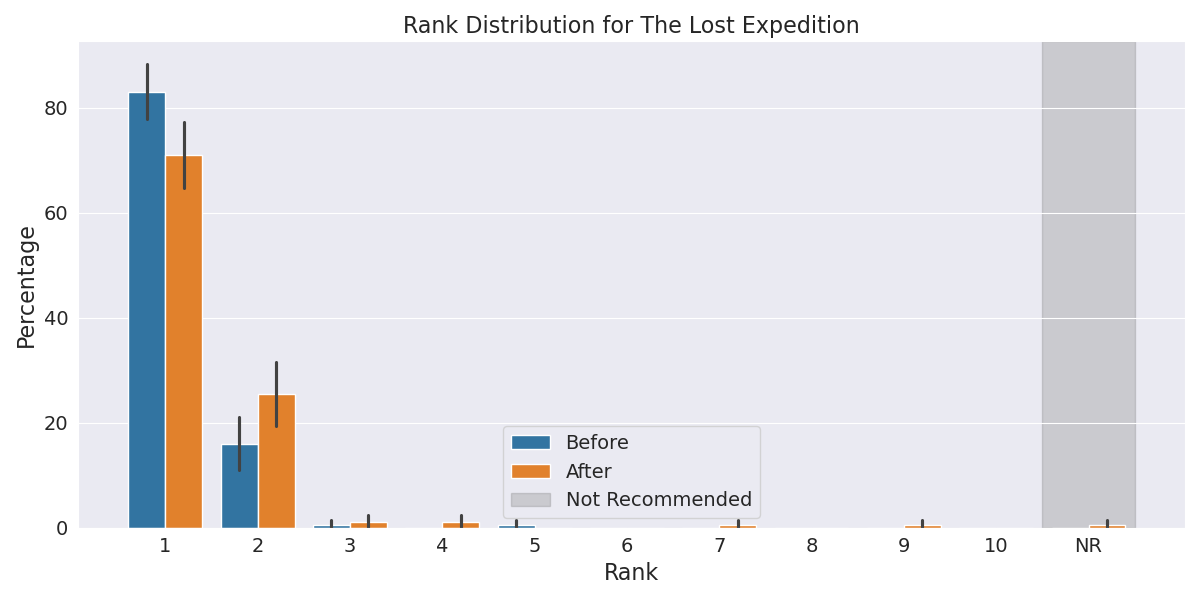 Rank Distribution for The Lost Expedition
Percentage
80
60
40
20
0
Before
After
Not Recommended
1 2 3 4 5 6 7 8 9 10 NR
Rank